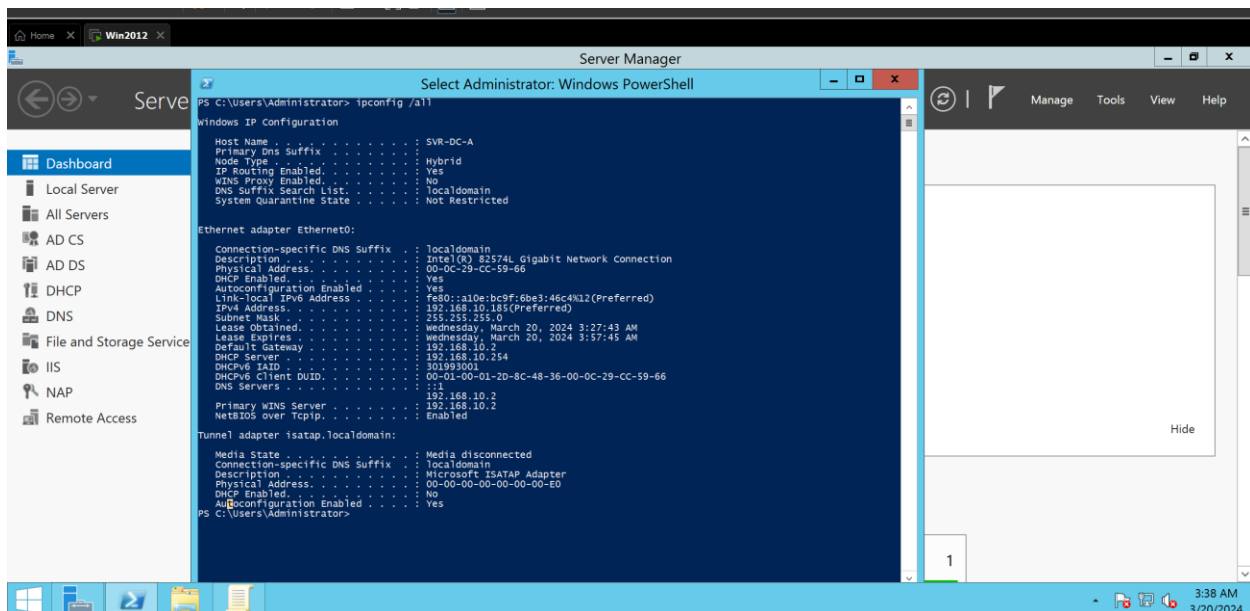 Home X Win2012 X
Server Manager
Select Administrator: Windows PowerShell
Serve
Manage Tools View Help
Dashboard
Local Server
All Servers
AD CS
AD DS
DHCP
DNS
File and Storage Service
IIS
NAP
Remote Access
PS C:\Users\Administrator> ipconfig /all
Windows IP Configuration
Host Name . . . . . . . . . . . . : SVR-DC-A
Primary Dns Suffix . . . . . . . :
Node Type . . . . . . . . . . . . : Hybrid
IP Routing Enabled. . . . . . . . : Yes
WINS Proxy Enabled. . . . . . . . : No
DNS Suffix Search List. . . . . . : localdomain
System Quarantine State . . . . . : Not Restricted
Ethernet adapter Ethernet0:
Connection-specific DNS Suffix  . : localdomain
Description . . . . . . . . . . . : Intel(R) 82574L Gigabit Network Connection
Physical Address. . . . . . . . . : 00-0C-29-CC-59-66
DHCP Enabled. . . . . . . . . . . : Yes
Autoconfiguration Enabled . . . . : Yes
Link-local IPv6 Address . . . . . : fe80::a10e:bc9f:6be3:46c4%12(Preferred)
IPv4 Address. . . . . . . . . . . : 192.168.10.185(Preferred)
Subnet Mask . . . . . . . . . . . : 255.255.255.0
Lease Obtained. . . . . . . . . . : Wednesday, March 20, 2024 3:27:43 AM
Lease Expires . . . . . . . . . . : Wednesday, March 20, 2024 3:57:45 AM
Default Gateway . . . . . . . . . : 192.168.10.2
DHCP Server . . . . . . . . . . . : 192.168.10.254
DHCPv6 IAID . . . . . . . . . . . : 301993001
DHCPv6 Client DUID. . . . . . . . : 00-01-00-01-2D-8C-48-36-00-0C-29-CC-59-66
DNS Servers . . . . . . . . . . . : ::1
192.168.10.2
Primary WINS Server . . . . . . . : 192.168.10.2
NetBIOS over Tcpip. . . . . . . . : Enabled
Tunnel adapter isatap.localdomain:
Media State . . . . . . . . . . . : Media disconnected
Connection-specific DNS Suffix  . : localdomain
Description . . . . . . . . . . . : Microsoft ISATAP Adapter
Physical Address. . . . . . . . . : 00-00-00-00-00-00-00-E0
DHCP Enabled. . . . . . . . . . . : No
Autoconfiguration Enabled . . . . : Yes
PS C:\Users\Administrator>
Hide
1
3:38 AM
3/20/2024